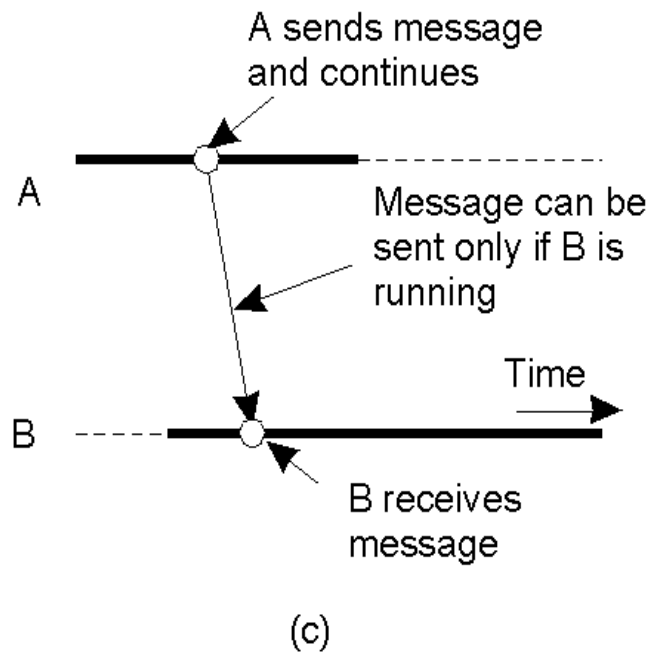 A sends message
and continues
A
Message can be
sent only if B is
running
Time
B
B receives
message
(c)